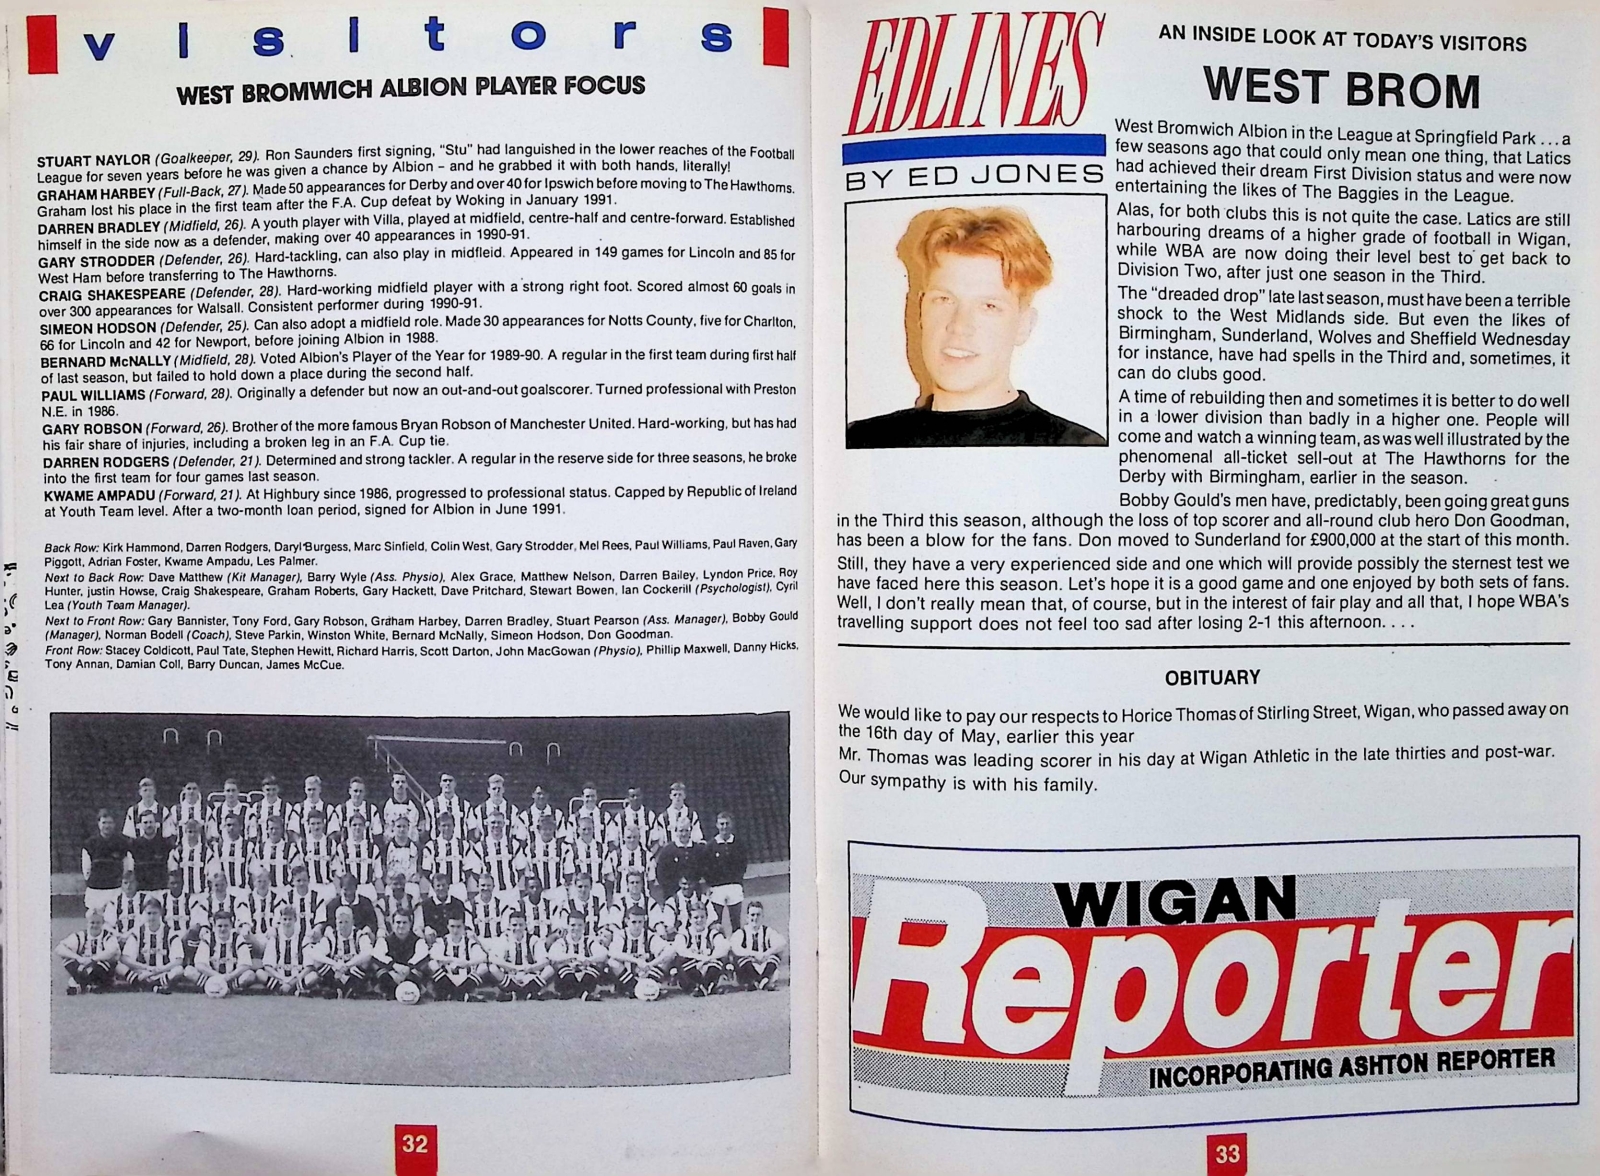 visitors
WEST BROMWICH ALBION PLAYER FOCUS
STUART NAYLOR (Goalkeeper, 29). Ron Saunders first signing, "Stu" had languished in the lower reaches of the Football
League for seven years before he was given a chance by Albion – and he grabbed it with both hands, literally!
GRAHAM HARBEY (Full-Back, 27). Made 50 appearances for Derby and over 40 for Ipswich before moving to The Hawthorns.
Graham lost his place in the first team after the F.A. Cup defeat by Woking in January 1991.
DARREN BRADLEY (Midfield, 26). A youth player with Villa, played at midfield, centre-half and centre-forward. Established
himself in the side now as a defender, making over 40 appearances in 1990-91.
GARY STRODDER (Defender, 26). Hard-tackling, can also play in midfleid. Appeared in 149 games for Lincoln and 85 for
West Ham before transferring to The Hawthorns.
CRAIG SHAKESPEARE (Defender, 28). Hard-working midfield player with a strong right foot. Scored almost 60 goals in
over 300 appearances for Walsall. Consistent performer during 1990-91.
SIMEON HODSON (Defender, 25). Can also adopt a midfield role. Made 30 appearances for Notts County, five for Charlton,
66 for Lincoln and 42 for Newport, before joining Albion in 1988.
BERNARD McNALLY (Midfield, 28). Voted Albion's Player of the Year for 1989-90. A regular in the first team during first half
of last season, but failed to hold down a place during the second half.
PAUL WILLIAMS (Forward, 28). Originally a defender but now an out-and-out goalscorer. Turned professional with Preston
N.E. in 1986.
GARY ROBSON (Forward, 26). Brother of the more famous Bryan Robson of Manchester United. Hard-working, but has had
his fair share of injuries, including a broken leg in an F.A. Cup tie.
DARREN RODGERS (Defender, 21). Determined and strong tackler. A regular in the reserve side for three seasons, he broke
into the first team for four games last season.
KWAME AMPADU (Forward, 21). At Highbury since 1986, progressed to professional status. Capped by Republic of Ireland
at Youth Team level. After a two-month loan period, signed for Albion in June 1991.
Back Row: Kirk Hammond, Darren Rodgers, Daryl Burgess, Marc Sinfield, Colin West, Gary Strodder, Mel Rees, Paul Williams, Paul Raven, Gary
Piggott, Adrian Foster, Kwame Ampadu, Les Palmer.
Next to Back Row: Dave Matthew (Kit Manager), Barry Wyle (Ass. Physio), Alex Grace, Matthew Nelson, Darren Bailey, Lyndon Price, Roy
Hunter, justin Howse, Craig Shakespeare, Graham Roberts, Gary Hackett, Dave Pritchard, Stewart Bowen, Ian Cockerill (Psychologist), Cyril
Lea (Youth Team Manager).
Next to Front Row: Gary Bannister, Tony Ford, Gary Robson, Graham Harbey, Darren Bradley, Stuart Pearson (Ass. Manager), Bobby Gould
(Manager), Norman Bodell (Coach), Steve Parkin, Winston White, Bernard McNally, Simeon Hodson, Don Goodman.
Front Row: Stacey Coldicott, Paul Tate, Stephen Hewitt, Richard Harris, Scott Darton, John MacGowan (Physio), Phillip Maxwell, Danny Hicks,
Tony Annan, Damian Coll, Barry Duncan, James McCue.
32
EDLINES
BY ED JONES
AN INSIDE LOOK AT TODAY'S VISITORS
WEST BROM
West Bromwich Albion in the League at Springfield Park . . . a
few seasons ago that could only mean one thing, that Latics
had achieved their dream First Division status and were now
entertaining the likes of The Baggies in the League.
Alas, for both clubs this is not quite the case. Latics are still
harbouring dreams of a higher grade of football in Wigan,
while WBA are now doing their level best to get back to
Division Two, after just one season in the Third.
The "dreaded drop" late last season, must have been a terrible
shock to the West Midlands side. But even the likes of
Birmingham, Sunderland, Wolves and Sheffield Wednesday
for instance, have had spells in the Third and, sometimes, it
can do clubs good.
A time of rebuilding then and sometimes it is better to do well
in a lower division than badly in a higher one. People will
come and watch a winning team, as was well illustrated by the
phenomenal all-ticket sell-out at The Hawthorns for the
Derby with Birmingham, earlier in the season.
Bobby Gould's men have, predictably, been going great guns
in the Third this season, although the loss of top scorer and all-round club hero Don Goodman,
has been a blow for the fans. Don moved to Sunderland for £900,000 at the start of this month.
Still, they have a very experienced side and one which will provide possibly the sternest test we
have faced here this season. Let's hope it is a good game and one enjoyed by both sets of fans.
Well, I don't really mean that, of course, but in the interest of fair play and all that, I hope WBA's
travelling support does not feel too sad after losing 2-1 this afternoon. . . .
OBITUARY
We would like to pay our respects to Horice Thomas of Stirling Street, Wigan, who passed away on
the 16th day of May, earlier this year
Mr. Thomas was leading scorer in his day at Wigan Athletic in the late thirties and post-war.
Our sympathy is with his family.
WIGAN
Reporter
INCORPORATING ASHTON REPORTER
33